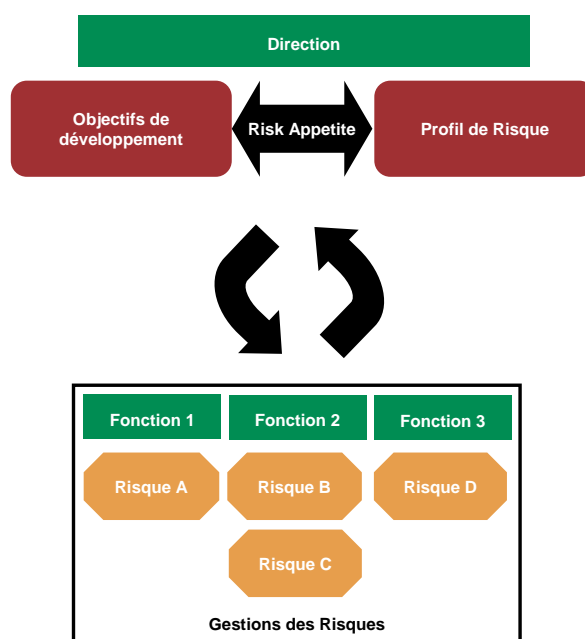 Direction
Objectifs de
développement
Risk Appetite
Profil de Risque
Fonction 1
Fonction 2
Fonction 3
Risque A
Risque B
Risque D
Risque C
Gestions des Risques